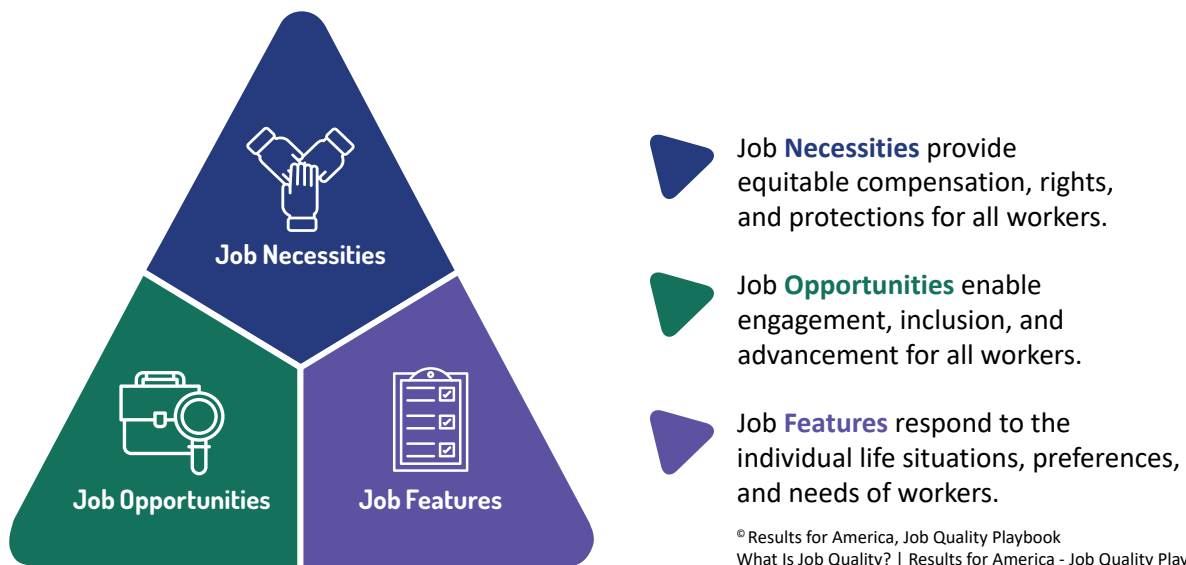 Job Necessities
Job Opportunities
Job Features
Job Necessities provide
equitable compensation, rights,
and protections for all workers.
Job Opportunities enable
engagement, inclusion, and
advancement for all workers.
Job Features respond to the
individual life situations, preferences,
and needs of workers.
© Results for America, Job Quality Playbook
What Is Job Quality? | Results for America - Job Quality Play